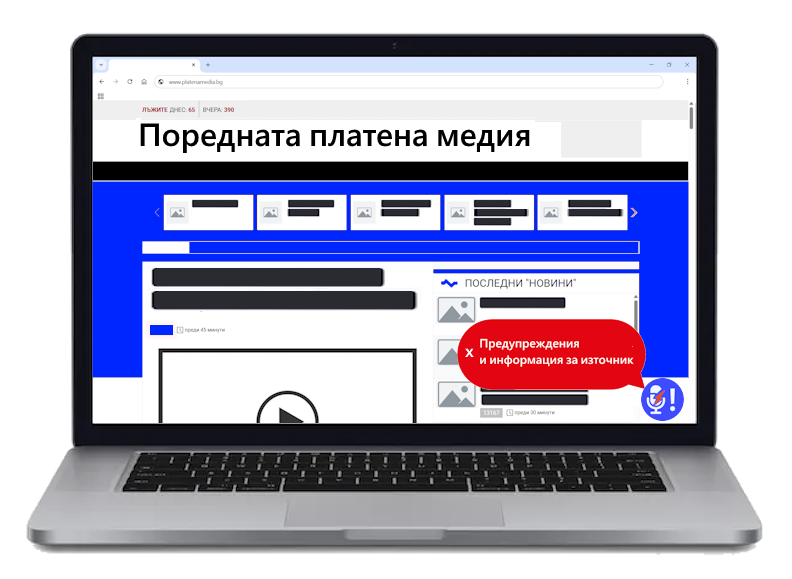 www.platenamedia.bg
ЛЪЖИТЕ ДНЕС: 65 ВЧЕРА: 390
Поредната платена медия
ПОСЛЕДНИ "НОВИНИ"
преди 45 минути
X Предупреждения
и информация за източник
13167 преди 30 минути